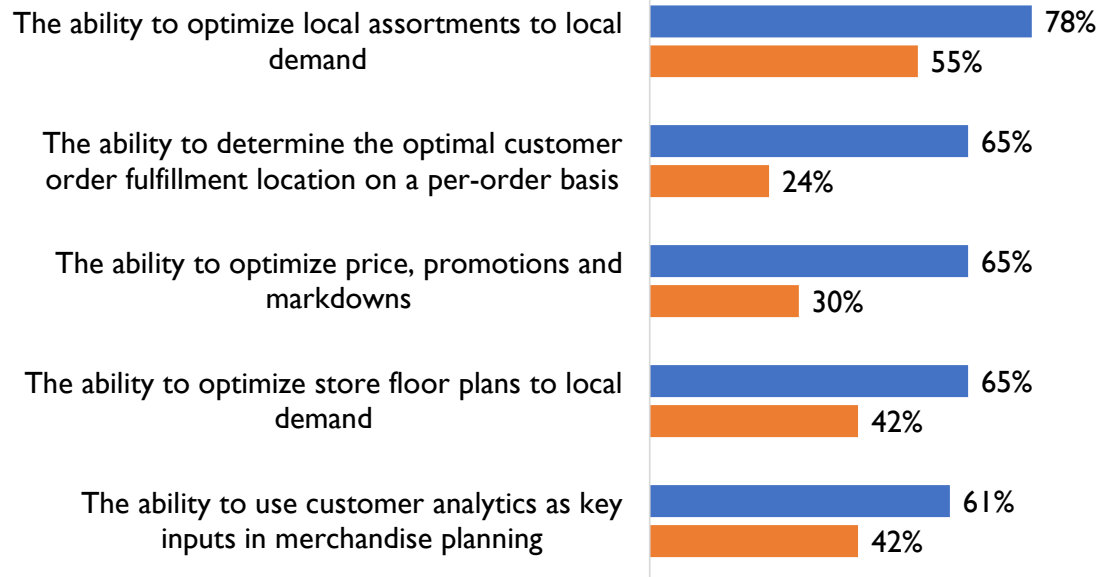 The ability to optimize local assortments to local
demand
78%
55%
The ability to determine the optimal customer
order fulfillment location on a per-order basis
65%
24%
The ability to optimize price, promotions and
markdowns
65%
30%
The ability to optimize store floor plans to local
demand
65%
42%
The ability to use customer analytics as key
inputs in merchandise planning
61%
42%